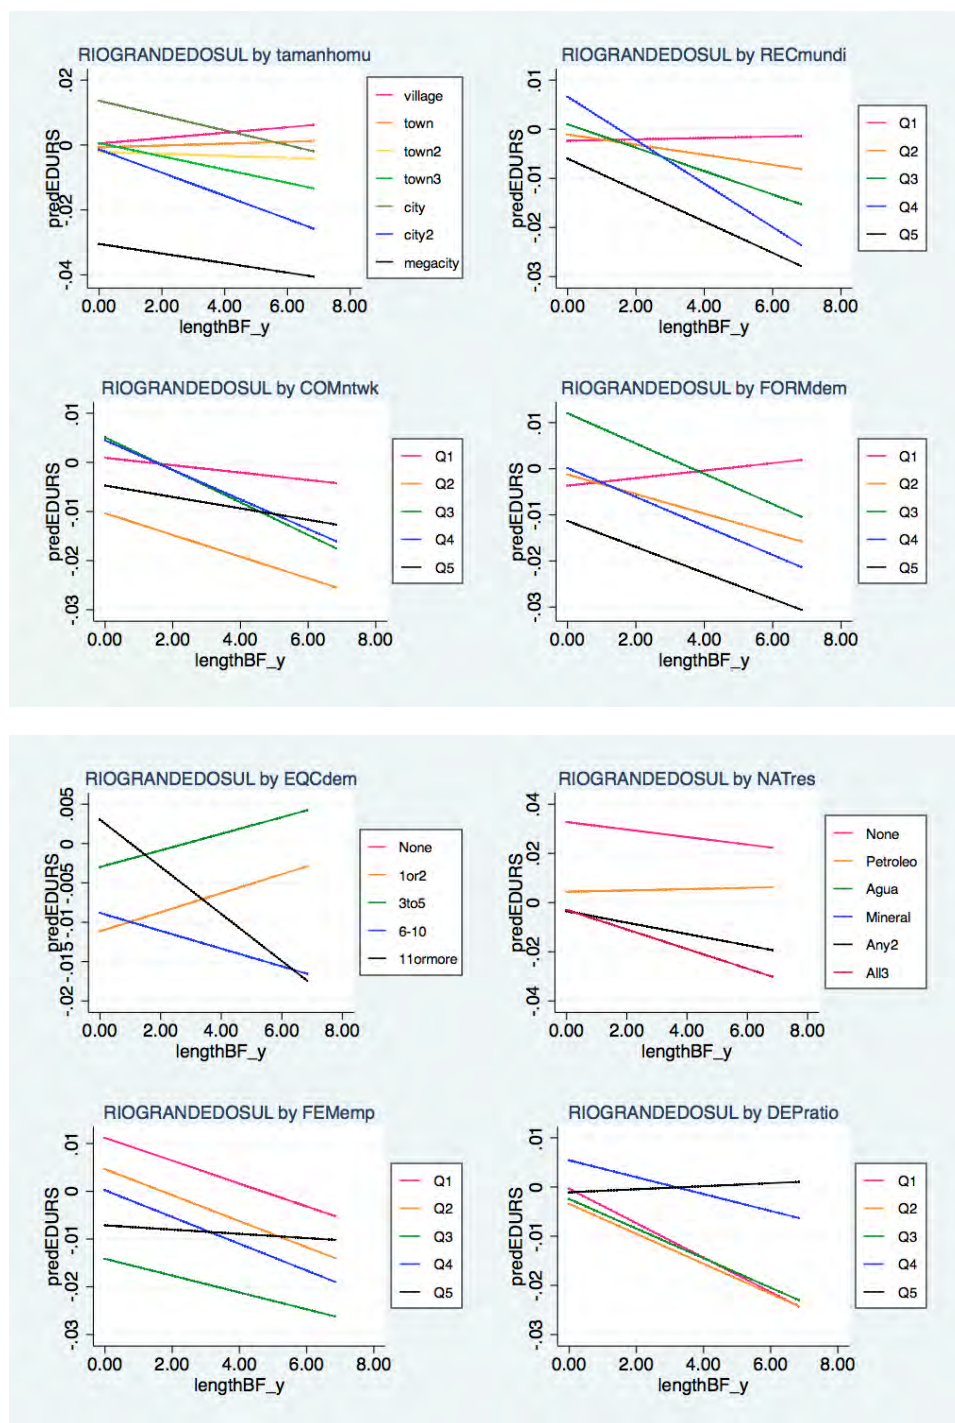 RIOGRANDEDOSUL by tamanhomu
predEDURS
.02
0
-.02
-.04
0.00 2.00 4.00 6.00 8.00
lengthBF_y
village
town
town2
town3
city
city2
megacity
RIOGRANDEDOSUL by RECmundi
predEDURS
.01
0
-.01
-.02
-.03
0.00 2.00 4.00 6.00 8.00
lengthBF_y
Q1
Q2
Q3
Q4
Q5
RIOGRANDEDOSUL by COMntwk
predEDURS
.01
0
-.01
-.02
-.03
0.00 2.00 4.00 6.00 8.00
lengthBF_y
Q1
Q2
Q3
Q4
Q5
RIOGRANDEDOSUL by FORMdem
predEDURS
.01
0
-.01
-.02
-.03
0.00 2.00 4.00 6.00 8.00
lengthBF_y
Q1
Q2
Q3
Q4
Q5
RIOGRANDEDOSUL by EQCdem
predEDURS
.005
0
-.005
-.01
-.015
-.02
0.00 2.00 4.00 6.00 8.00
lengthBF_y
None
1or2
3to5
6-10
11ormore
RIOGRANDEDOSUL by NATres
predEDURS
.04
.02
0
-.02
-.04
0.00 2.00 4.00 6.00 8.00
lengthBF_y
None
Petroleo
Agua
Mineral
Any2
All3
RIOGRANDEDOSUL by FEMemp
predEDURS
.01
0
-.01
-.02
-.03
0.00 2.00 4.00 6.00 8.00
lengthBF_y
Q1
Q2
Q3
Q4
Q5
RIOGRANDEDOSUL by DEPratio
predEDURS
.01
0
-.01
-.02
-.03
0.00 2.00 4.00 6.00 8.00
lengthBF_y
Q1
Q2
Q3
Q4
Q5